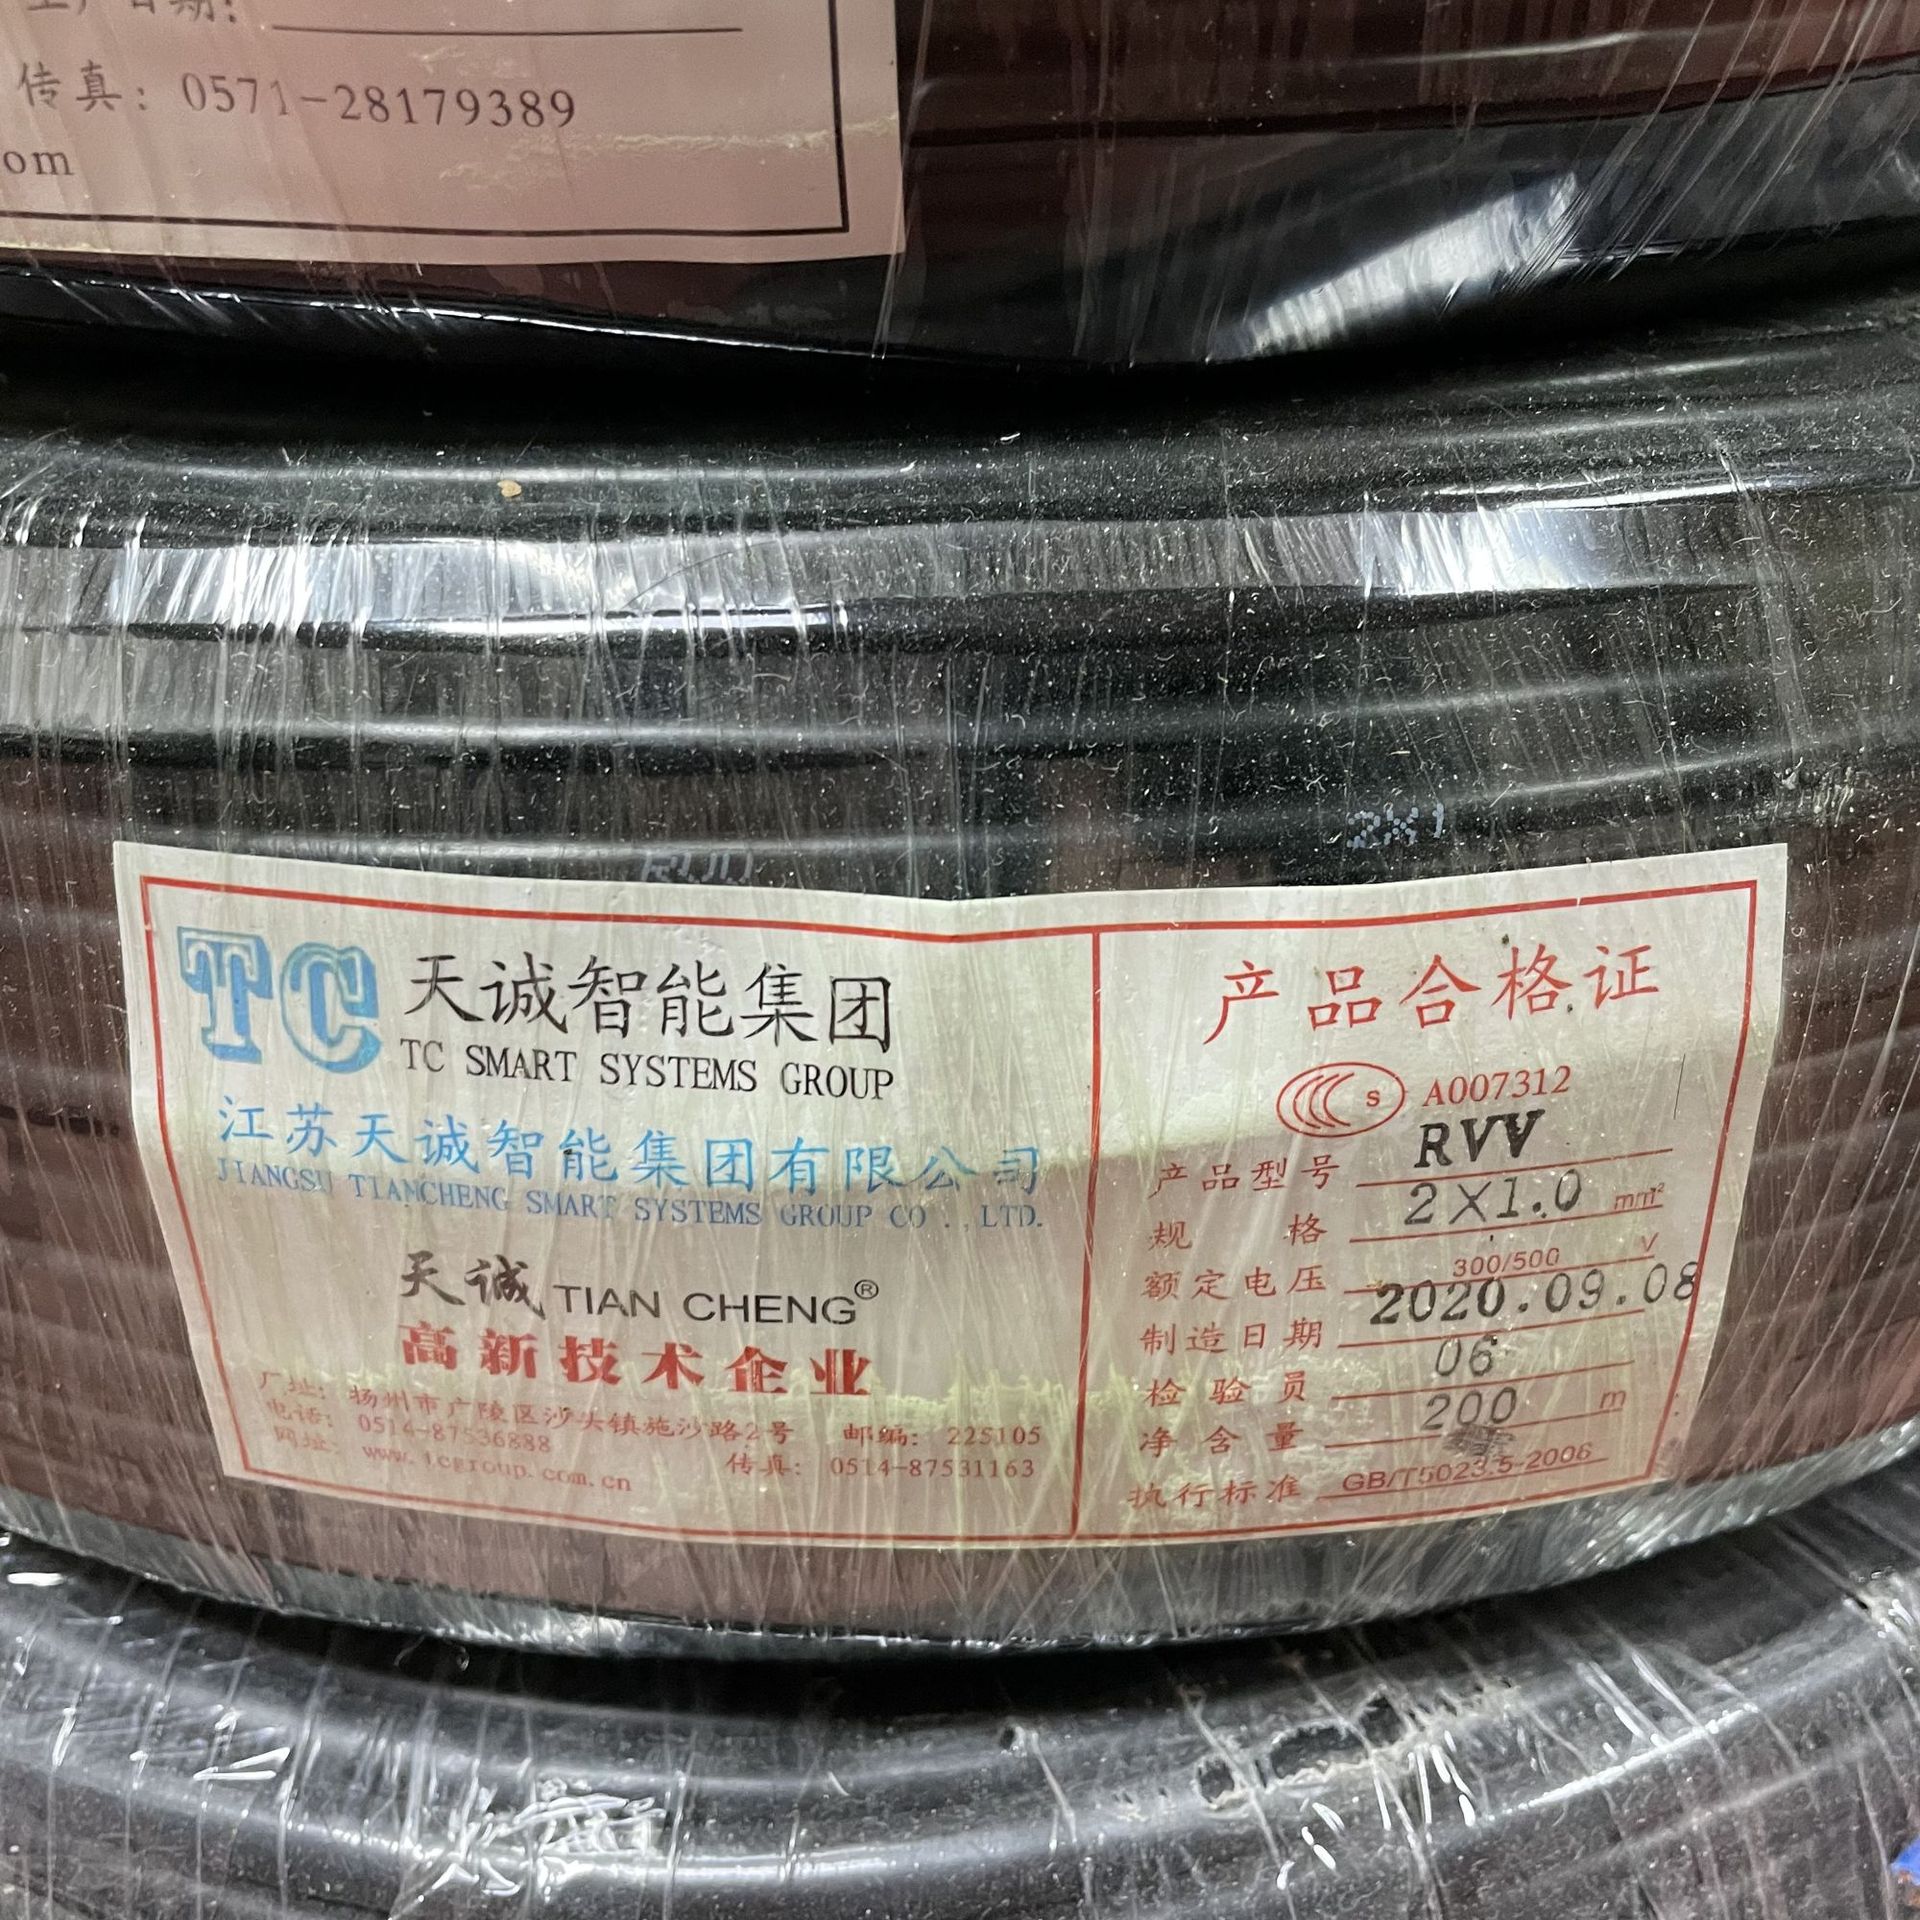 生产日期:
传真: 0571-28179389
om
2X1
TC 天诚智能集团
TC SMART SYSTEMS GROUP
江苏天诚智能集团有限公司
JIANGSU TIANCHENG SMART SYSTEMS GROUP CO.,LTD.
天诚 TIAN CHENG®
高新技术企业
厂址: 扬州市广陵区沙头镇施沙路2号 邮编: 225105
电话: 0514-87536888 传真: 0514-87531163
网址: www.tcgroup.com.cn
产品合格证
S A007312
产品型号 RVV
规格 2X1.0 mm²
额定电压 300/500 V
制造日期 2020.09.08
检验员 06
净含量 200 m
执行标准 GB/T5023.5-2006